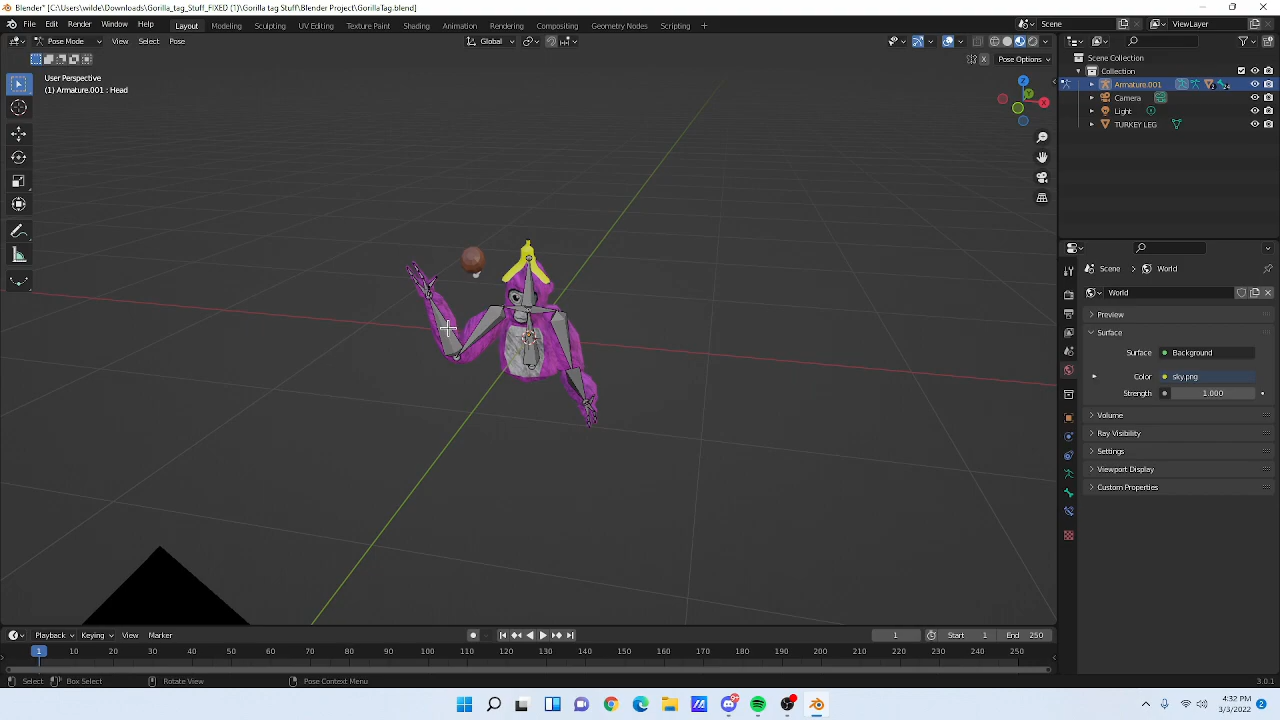 Blender* [C:\Users\wilde\Downloads\Gorilla_tag_Stuff_FIXED (1)\Gorilla tag Stuff\Blender Project\Gorilla tag.blend]
File Edit Render Window Help Layout Modeling Sculpting UV Editing Texture Paint Shading Animation Rendering Compositing Geometry Nodes Scripting + Scene ViewLayer
Pose Mode View Select Pose Global
Pose Options
X
User Perspective
(1) Armature.001 : Head
X
Y
Z
Scene Collection
Collection
Armature.001
Camera
Light
TURKEY LEG
Scene World
World
Preview
Surface
Surface Background
Color sky.png
Strength 1.000
Volume
Ray Visibility
Settings
Viewport Display
Custom Properties
Playback Keying View Marker 1 Start 1 End 250
1 10 20 30 40 50 60 70 80 90 100 110 120 130 140 150 160 170 180 190 200 210 220 230 240 250
Select Box Select Rotate View Pose Context Menu 3.0.1
4:32 PM
3/3/2022